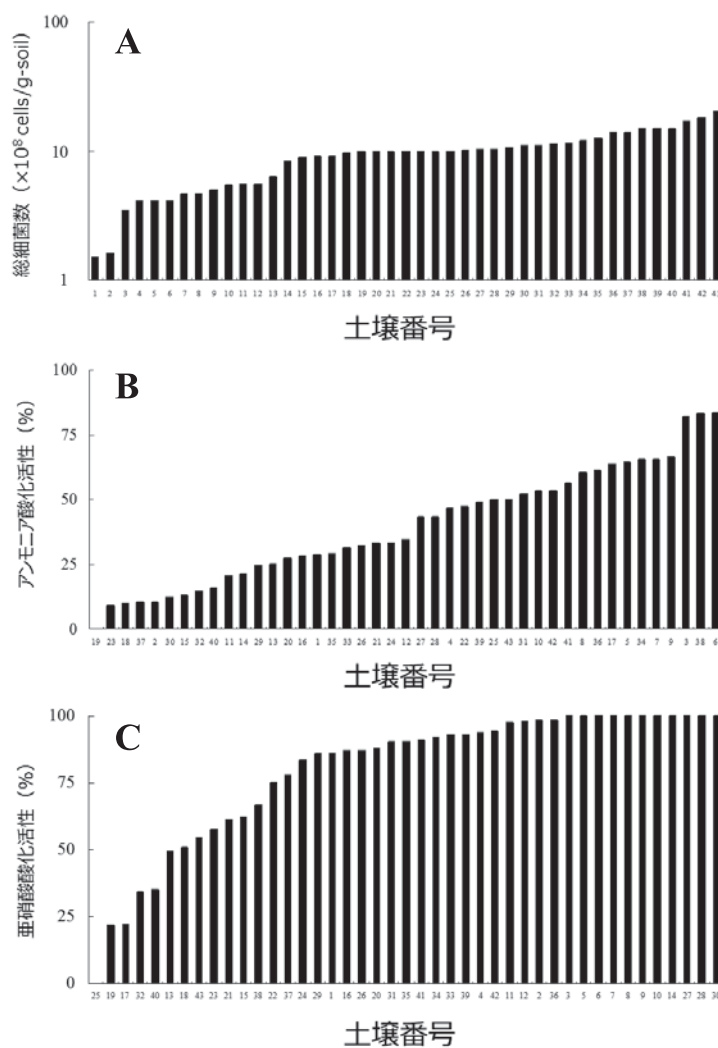 A
100
10
1
総細菌数（×10⁸ cells/g-soil）
1 2 3 4 5 6 7 8 9 10 11 12 13 14 15 16 17 18 19 20 21 22 23 24 25 26 27 28 29 30 31 32 33 34 35 36 37 38 39 40 41 42
土壌番号
B
100
75
50
25
0
アンモニア酸化活性（%）
19 23 18 37 2 30 15 32 40 11 14 29 13 20 16 1 35 33 26 21 24 12 27 28 4 22 39 25 43 31 10 42 41 8 36 17 5 34 7 9 3 38 6
土壌番号
C
100
75
50
25
0
亜硝酸酸化活性（%）
25 19 17 32 40 13 18 43 23 21 15 38 22 37 24 29 1 16 26 20 31 35 41 34 33 39 4 42 11 12 2 36 3 5 6 7 8 9 10 14 27 28
土壌番号